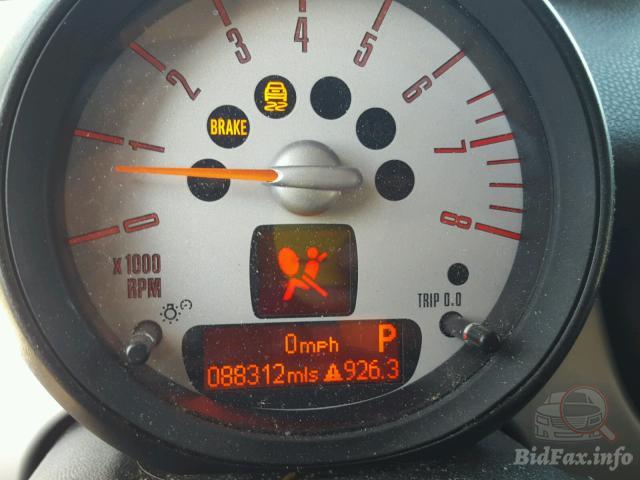 3
4
5
2
6
BRAKE
1
7
0
8
x 1000
RPM
TRIP 0.0
0mph P
088312mls 926.3
BidFax.info